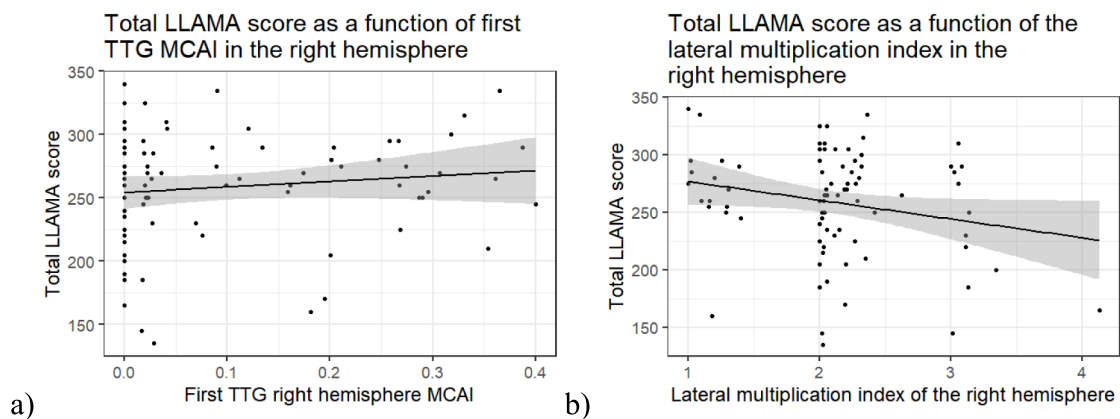 Total LLAMA score as a function of first
TTG MCAI in the right hemisphere
350
300
250
200
150
Total LLAMA score
0.0 0.1 0.2 0.3 0.4
First TTG right hemisphere MCAI
a)
Total LLAMA score as a function of the
lateral multiplication index in the
right hemisphere
350
300
250
200
150
Total LLAMA score
1 2 3 4
Lateral multiplication index of the right hemisphere
b)